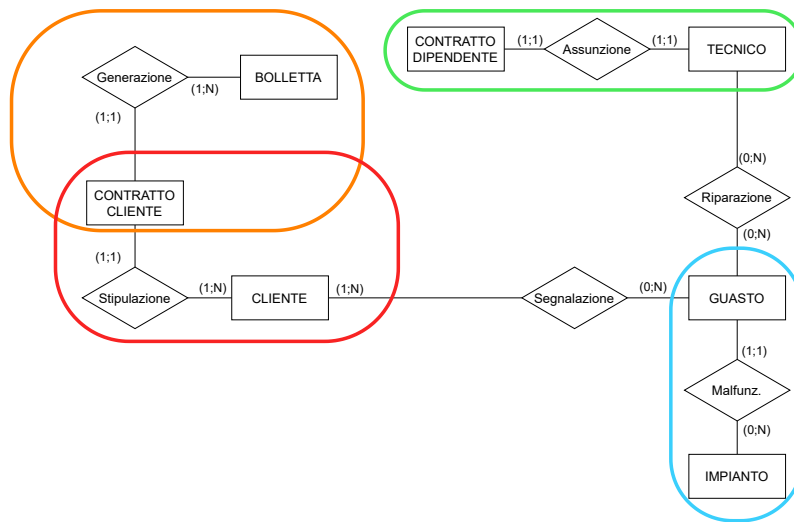 CONTRATTO
DIPENDENTE
(1;1)
Assunzione
(1;1)
TECNICO
Generazione
(1;N)
BOLLETTA
(1;1)
(0;N)
CONTRATTO
CLIENTE
Riparazione
(0;N)
(1;1)
Stipulazione
(1;N)
CLIENTE
(1;N)
Segnalazione
(0;N)
GUASTO
(1;1)
Malfunz.
(0;N)
IMPIANTO